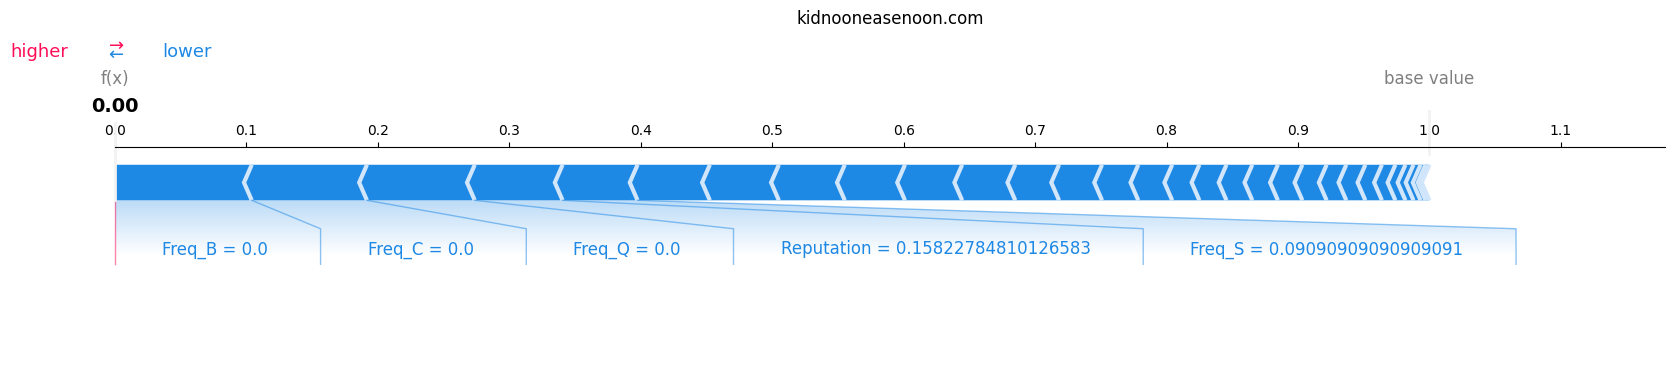 kidnooneasenoon.com
higher → ← lower
f(x) base value
0.00
0.0 0.1 0.2 0.3 0.4 0.5 0.6 0.7 0.8 0.9 1.0 1.1
Freq_B = 0.0 Freq_C = 0.0 Freq_Q = 0.0 Reputation = 0.15822784810126583 Freq_S = 0.09090909090909091